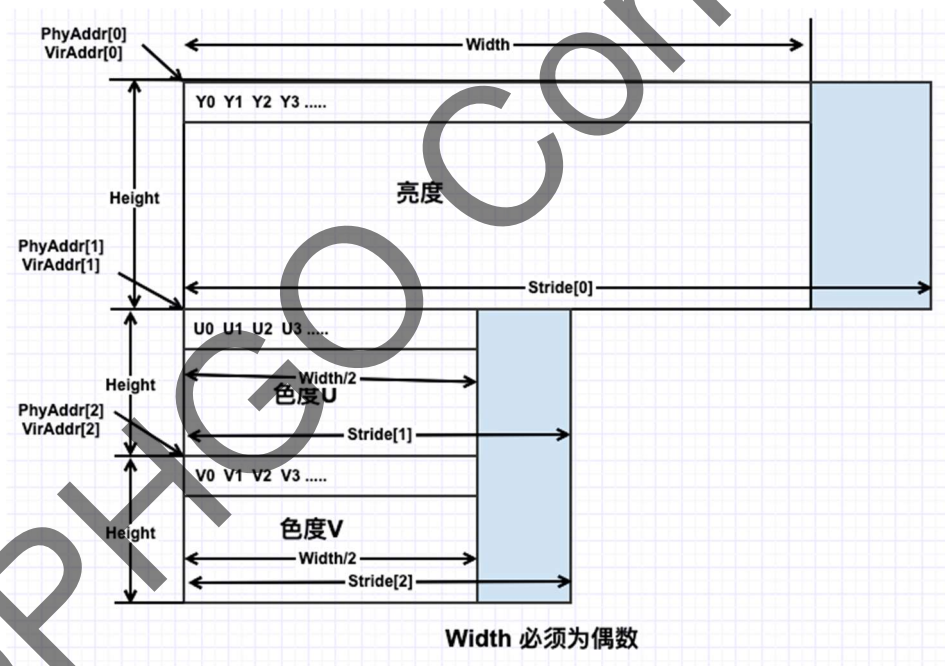 PhyAddr[0]
VirAddr[0]
Width
Y0 Y1 Y2 Y3 .....
亮度
Height
PhyAddr[1]
VirAddr[1]
Stride[0]
U0 U1 U2 U3 .....
Width/2
色度U
Height
PhyAddr[2]
VirAddr[2]
Stride[1]
V0 V1 V2 V3 .....
色度V
Height
Width/2
Stride[2]
Width 必须为偶数
PHGO Con